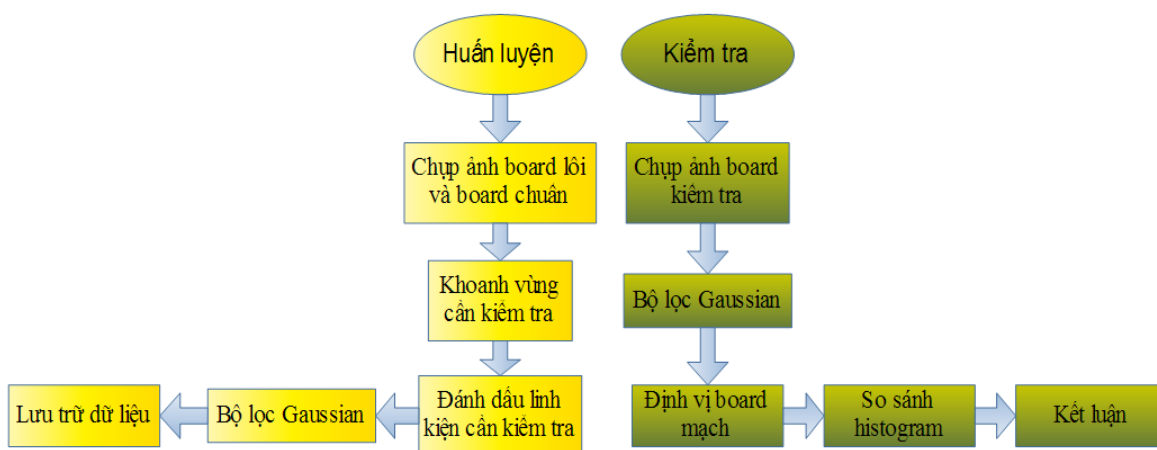 Huấn luyện
Chụp ảnh board lôi
và board chuẩn
Khoanh vùng
cần kiểm tra
Đánh dấu linh
kiện cần kiểm tra
Bộ lọc Gaussian
Lưu trữ dữ liệu
Kiểm tra
Chụp ảnh board
kiểm tra
Bộ lọc Gaussian
Định vị board
mạch
So sánh
histogram
Kết luận